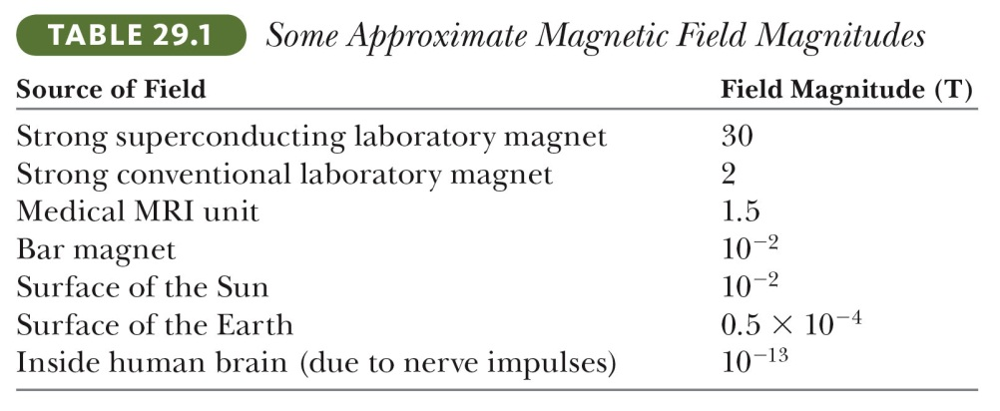 TABLE 29.1 Some Approximate Magnetic Field Magnitudes
Source of Field Field Magnitude (T)
Strong superconducting laboratory magnet 30
Strong conventional laboratory magnet 2
Medical MRI unit 1.5
Bar magnet 10⁻²
Surface of the Sun 10⁻²
Surface of the Earth 0.5 × 10⁻⁴
Inside human brain (due to nerve impulses) 10⁻¹³